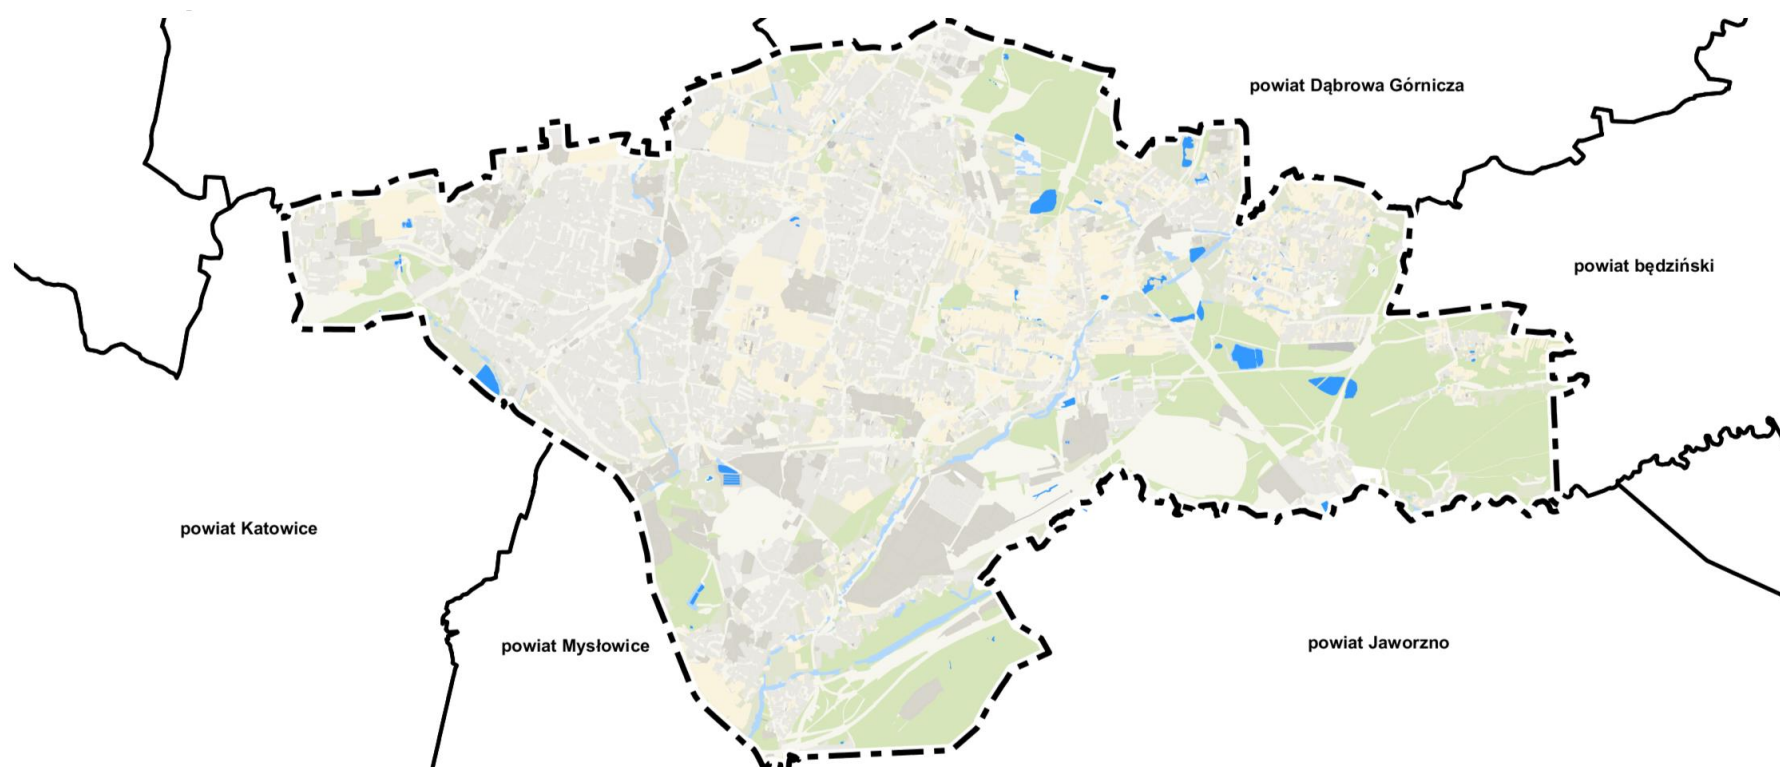 powiat Dąbrowa Górnicza
powiat będziński
powiat Katowice
powiat Mysłowice
powiat Jaworzno